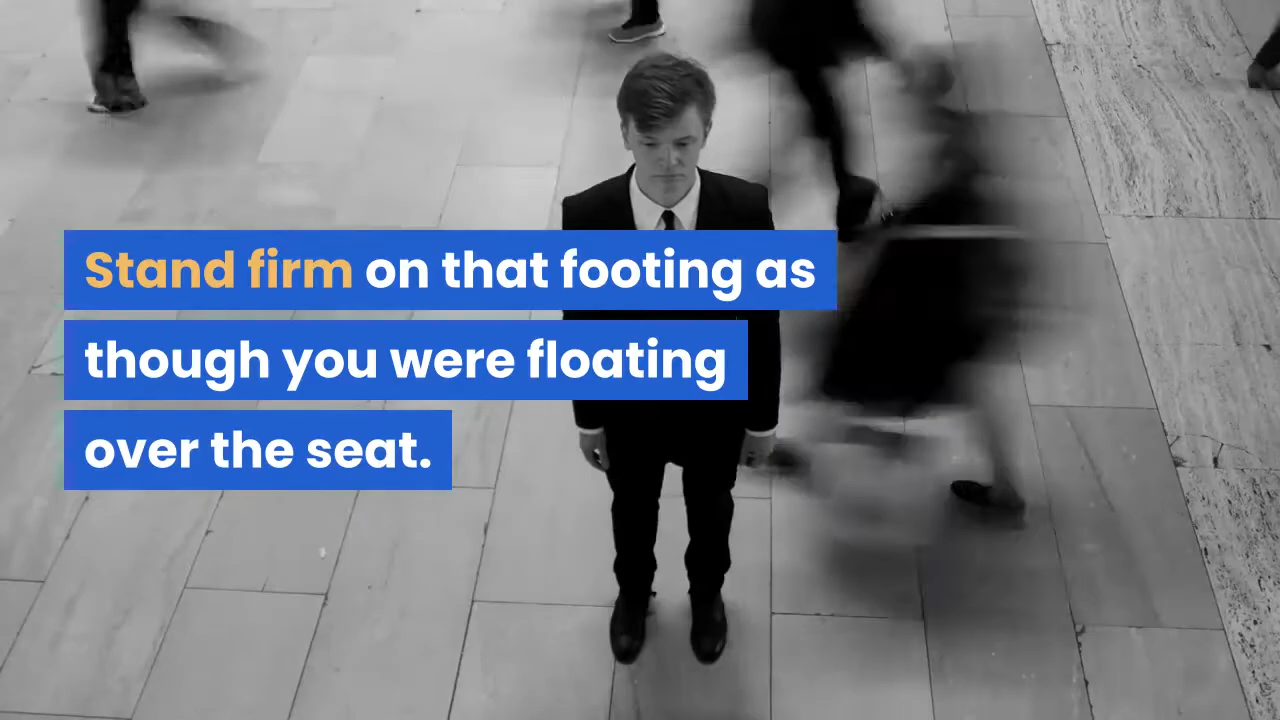 Stand firm on that footing as
though you were floating
over the seat.